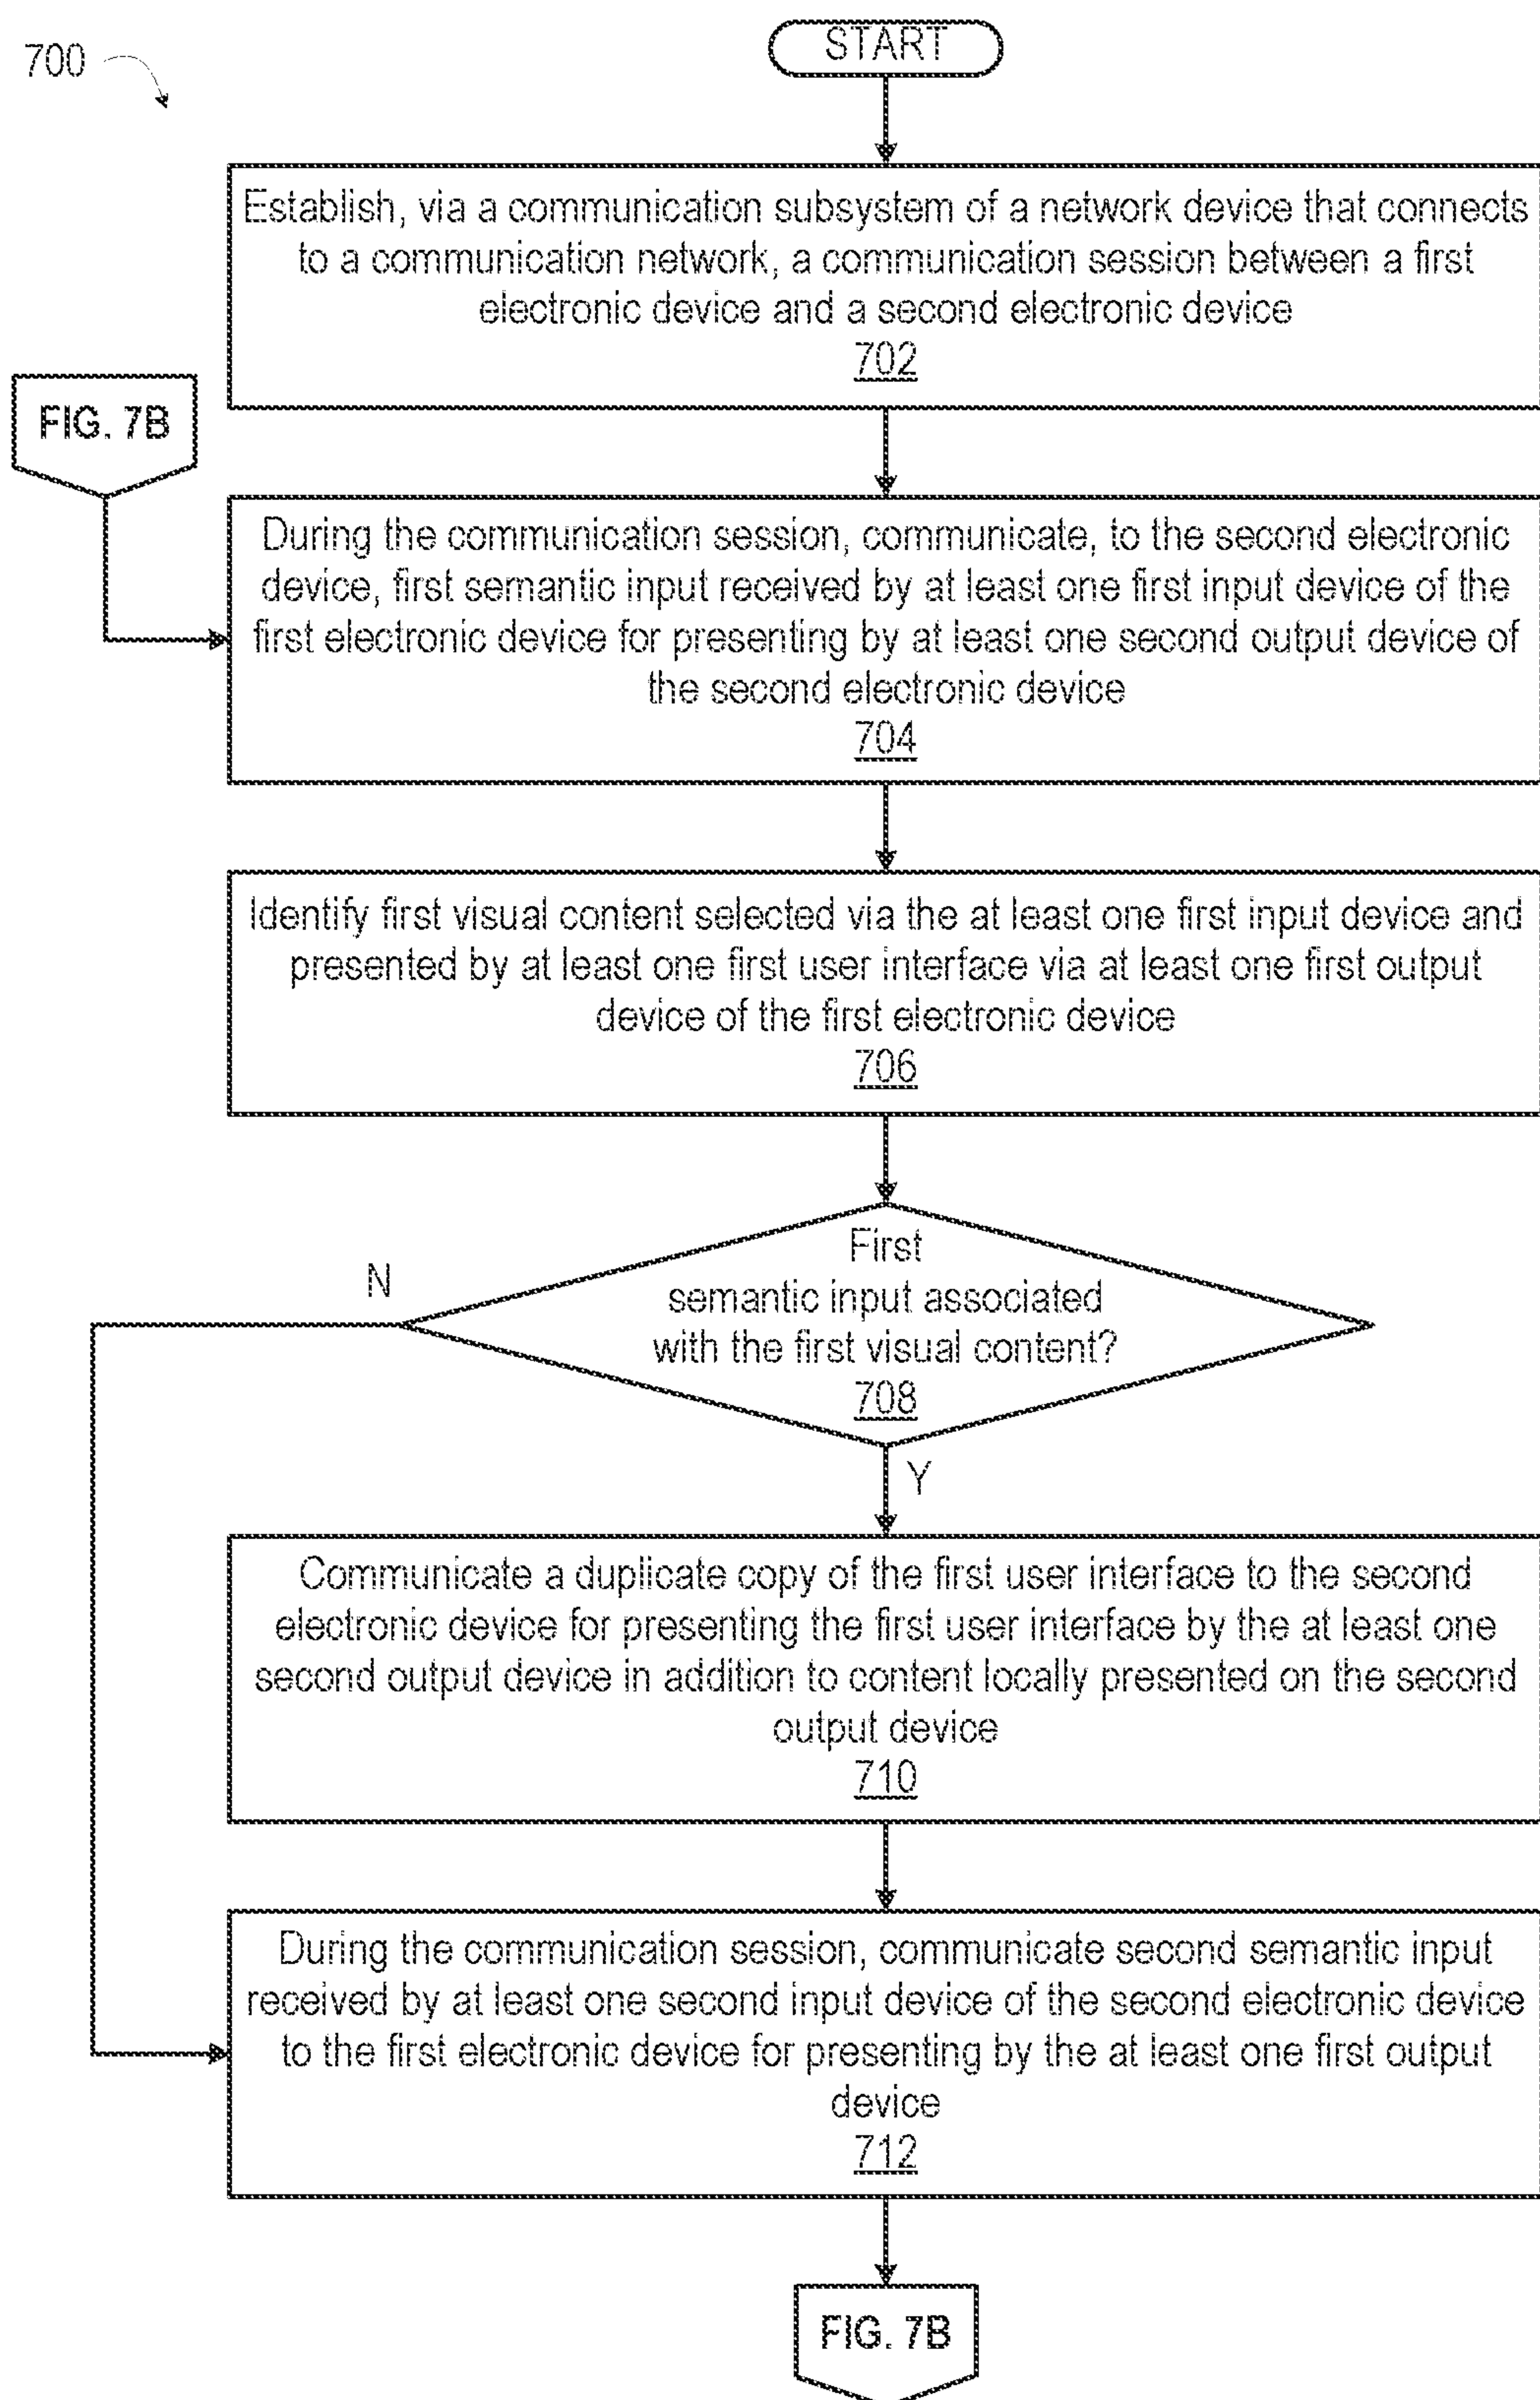 700
START
Establish, via a communication subsystem of a network device that connects
to a communication network, a communication session between a first
electronic device and a second electronic device
702
FIG. 7B
During the communication session, communicate, to the second electronic
device, first semantic input received by at least one first input device of the
first electronic device for presenting by at least one second output device of
the second electronic device
704
Identify first visual content selected via the at least one first input device and
presented by at least one first user interface via at least one first output
device of the first electronic device
706
First
semantic input associated
with the first visual content?
708
N
Y
Communicate a duplicate copy of the first user interface to the second
electronic device for presenting the first user interface by the at least one
second output device in addition to content locally presented on the second
output device
710
During the communication session, communicate second semantic input
received by at least one second input device of the second electronic device
to the first electronic device for presenting by the at least one first output
device
712
FIG. 7B